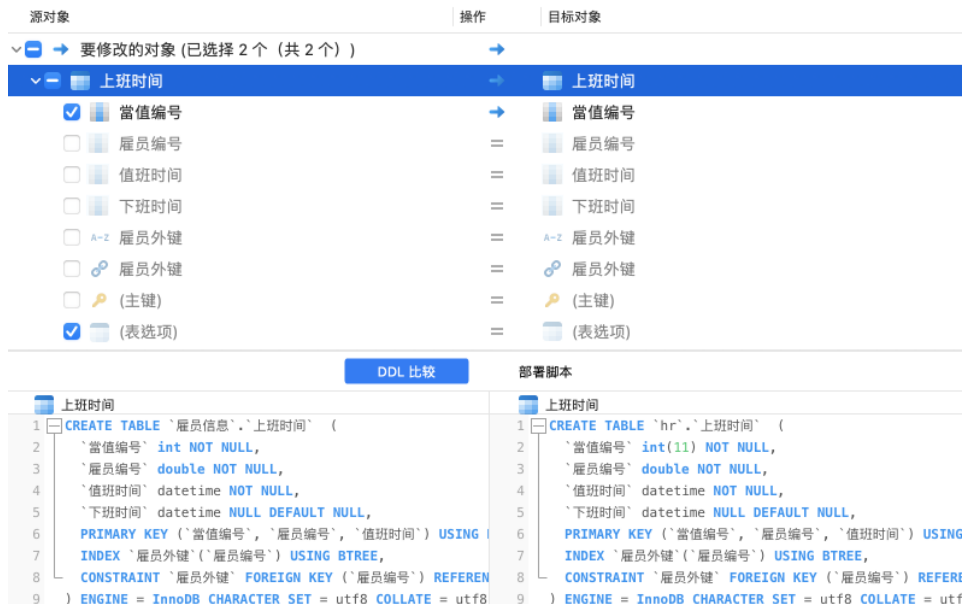 源对象 操作 目标对象
要修改的对象 (已选择 2 个（共 2 个）)
上班时间 上班时间
當值编号 當值编号
雇员编号 = 雇员编号
值班时间 = 值班时间
下班时间 = 下班时间
A-Z 雇员外键 = A-Z 雇员外键
雇员外键 = 雇员外键
(主键) = (主键)
(表选项) = (表选项)
DDL 比较 部署脚本
上班时间 上班时间
1 CREATE TABLE `雇员信息`.`上班时间` ( 1 CREATE TABLE `hr`.`上班时间` (
2 `當值编号` int NOT NULL, 2 `當值编号` int(11) NOT NULL,
3 `雇员编号` double NOT NULL, 3 `雇员编号` double NOT NULL,
4 `值班时间` datetime NOT NULL, 4 `值班时间` datetime NOT NULL,
5 `下班时间` datetime NULL DEFAULT NULL, 5 `下班时间` datetime NULL DEFAULT NULL,
6 PRIMARY KEY (`當值编号`, `雇员编号`, `值班时间`) USING 6 PRIMARY KEY (`當值编号`, `雇员编号`, `值班时间`) USING
7 INDEX `雇员外键`(`雇员编号`) USING BTREE, 7 INDEX `雇员外键`(`雇员编号`) USING BTREE,
8 CONSTRAINT `雇员外键` FOREIGN KEY (`雇员编号`) REFEREN 8 CONSTRAINT `雇员外键` FOREIGN KEY (`雇员编号`) REFERE
9 ) ENGINE = InnoDB CHARACTER SET = utf8 COLLATE = utf8 9 ) ENGINE = InnoDB CHARACTER SET = utf8 COLLATE = utf